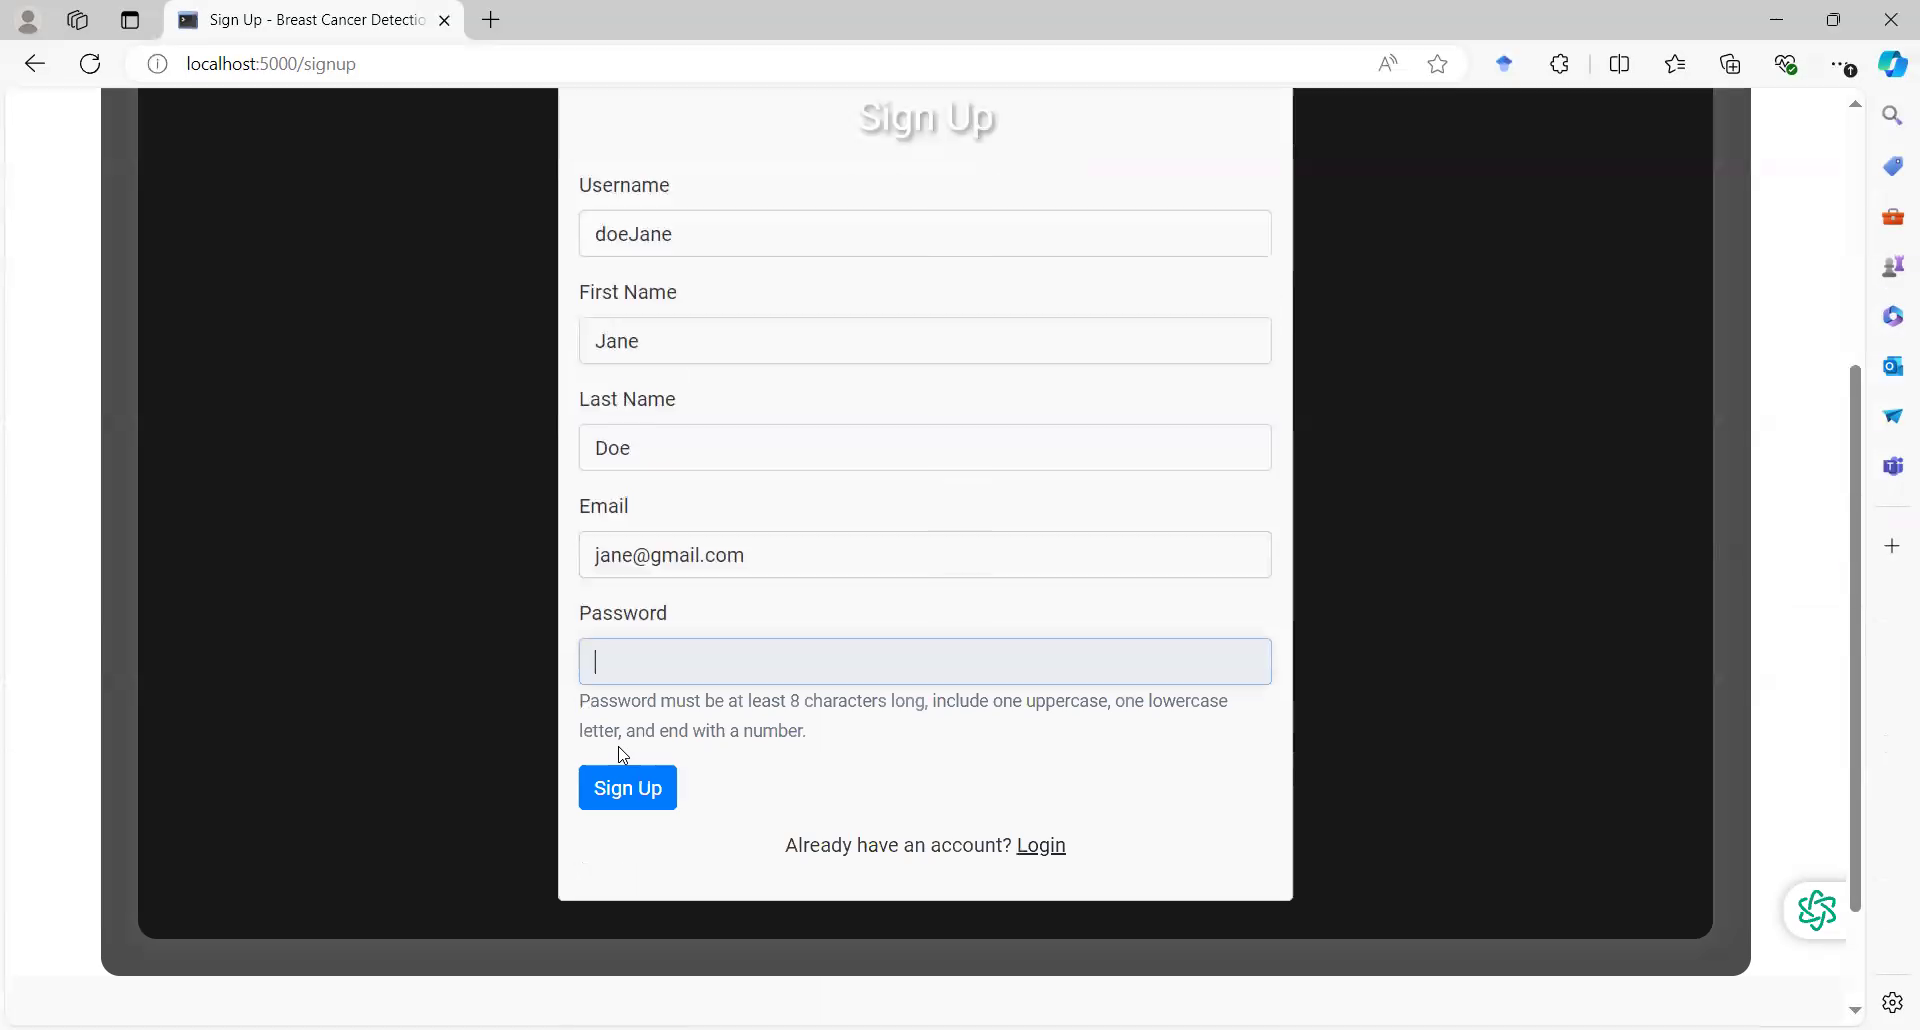 Sign Up - Breast Cancer Detectio
localhost:5000/signup
Sign Up
Username
doeJane
First Name
Jane
Last Name
Doe
Email
jane@gmail.com
Password
Password must be at least 8 characters long, include one uppercase, one lowercase
letter, and end with a number.
Sign Up
Already have an account? Login